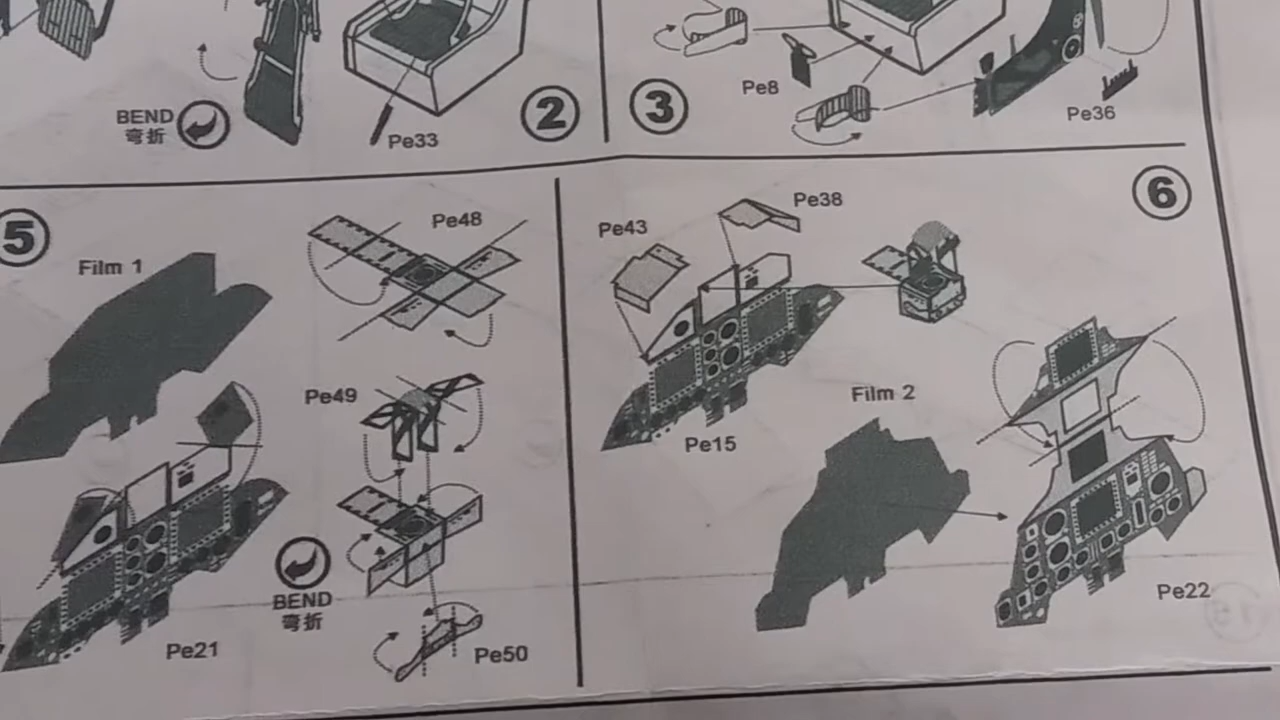 BEND
弯折
Pe33
2
3
Pe8
Pe36
5
Film 1
Pe48
Pe49
BEND
弯折
Pe21
Pe50
6
Pe43
Pe38
Pe15
Film 2
Pe22